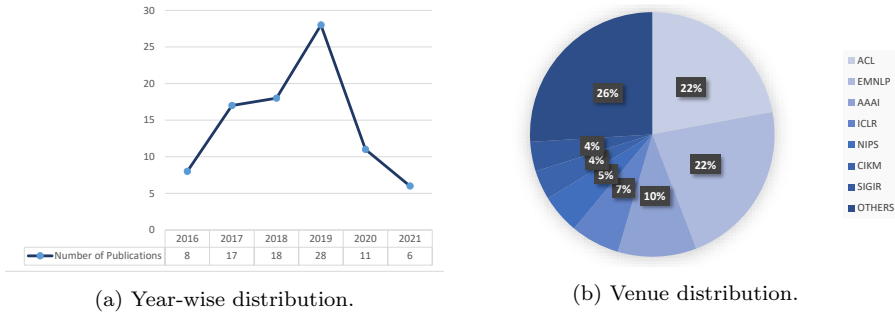 30
25
20
15
10
5
0
2016 2017 2018 2019 2020 2021
Number of Publications 8 17 18 28 11 6
(a) Year-wise distribution.
22%
22%
10%
7%
5%
4%
4%
26%
ACL
EMNLP
AAAI
ICLR
NIPS
CIKM
SIGIR
OTHERS
(b) Venue distribution.